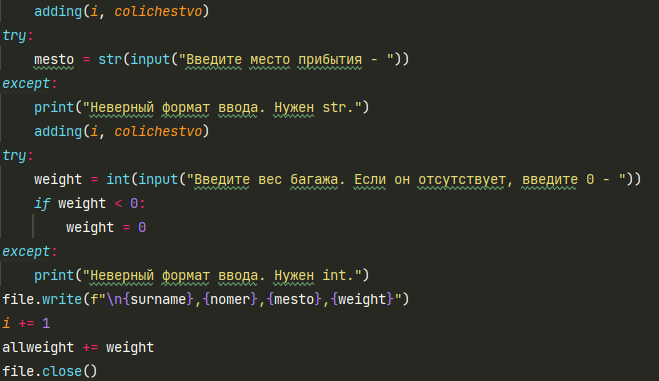 adding(i, colichestvo)
try:
    mesto = str(input("Введите место прибытия - "))
except:
    print("Неверный формат ввода. Нужен str.")
    adding(i, colichestvo)
try:
    weight = int(input("Введите вес багажа. Если он отсутствует, введите 0 - "))
    if weight < 0:
        weight = 0
except:
    print("Неверный формат ввода. Нужен int.")
file.write(f"\n{surname},{nomer},{mesto},{weight}")
i += 1
allweight += weight
file.close()